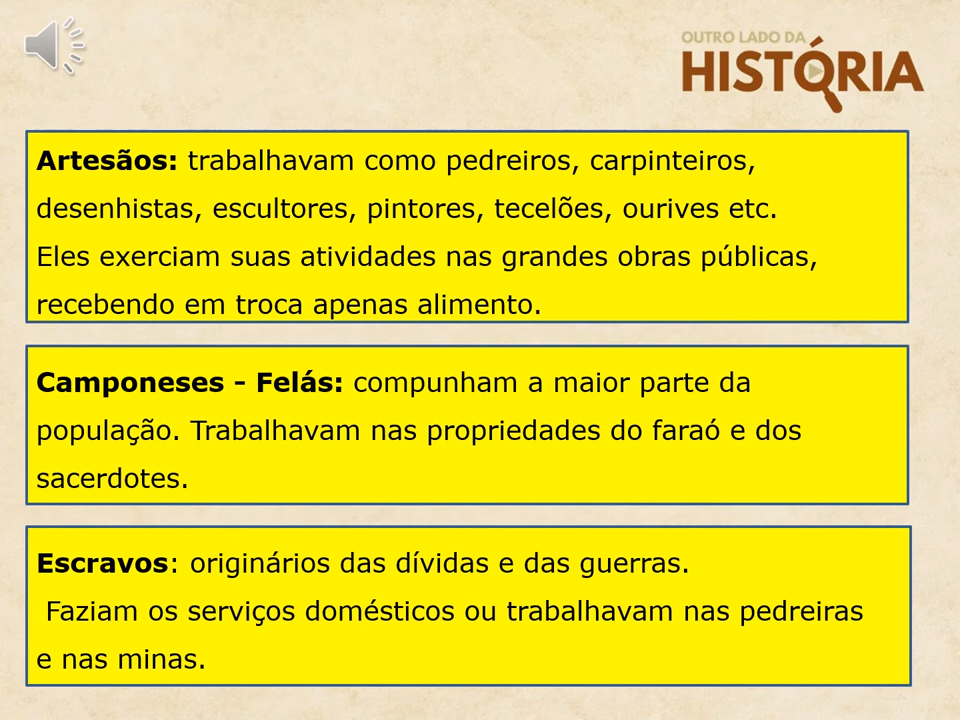 OUTRO LADO DA
HISTÓRIA
Artesãos: trabalhavam como pedreiros, carpinteiros,
desenhistas, escultores, pintores, tecelões, ourives etc.
Eles exerciam suas atividades nas grandes obras públicas,
recebendo em troca apenas alimento.
Camponeses - Felás: compunham a maior parte da
população. Trabalhavam nas propriedades do faraó e dos
sacerdotes.
Escravos: originários das dívidas e das guerras.
Faziam os serviços domésticos ou trabalhavam nas pedreiras
e nas minas.